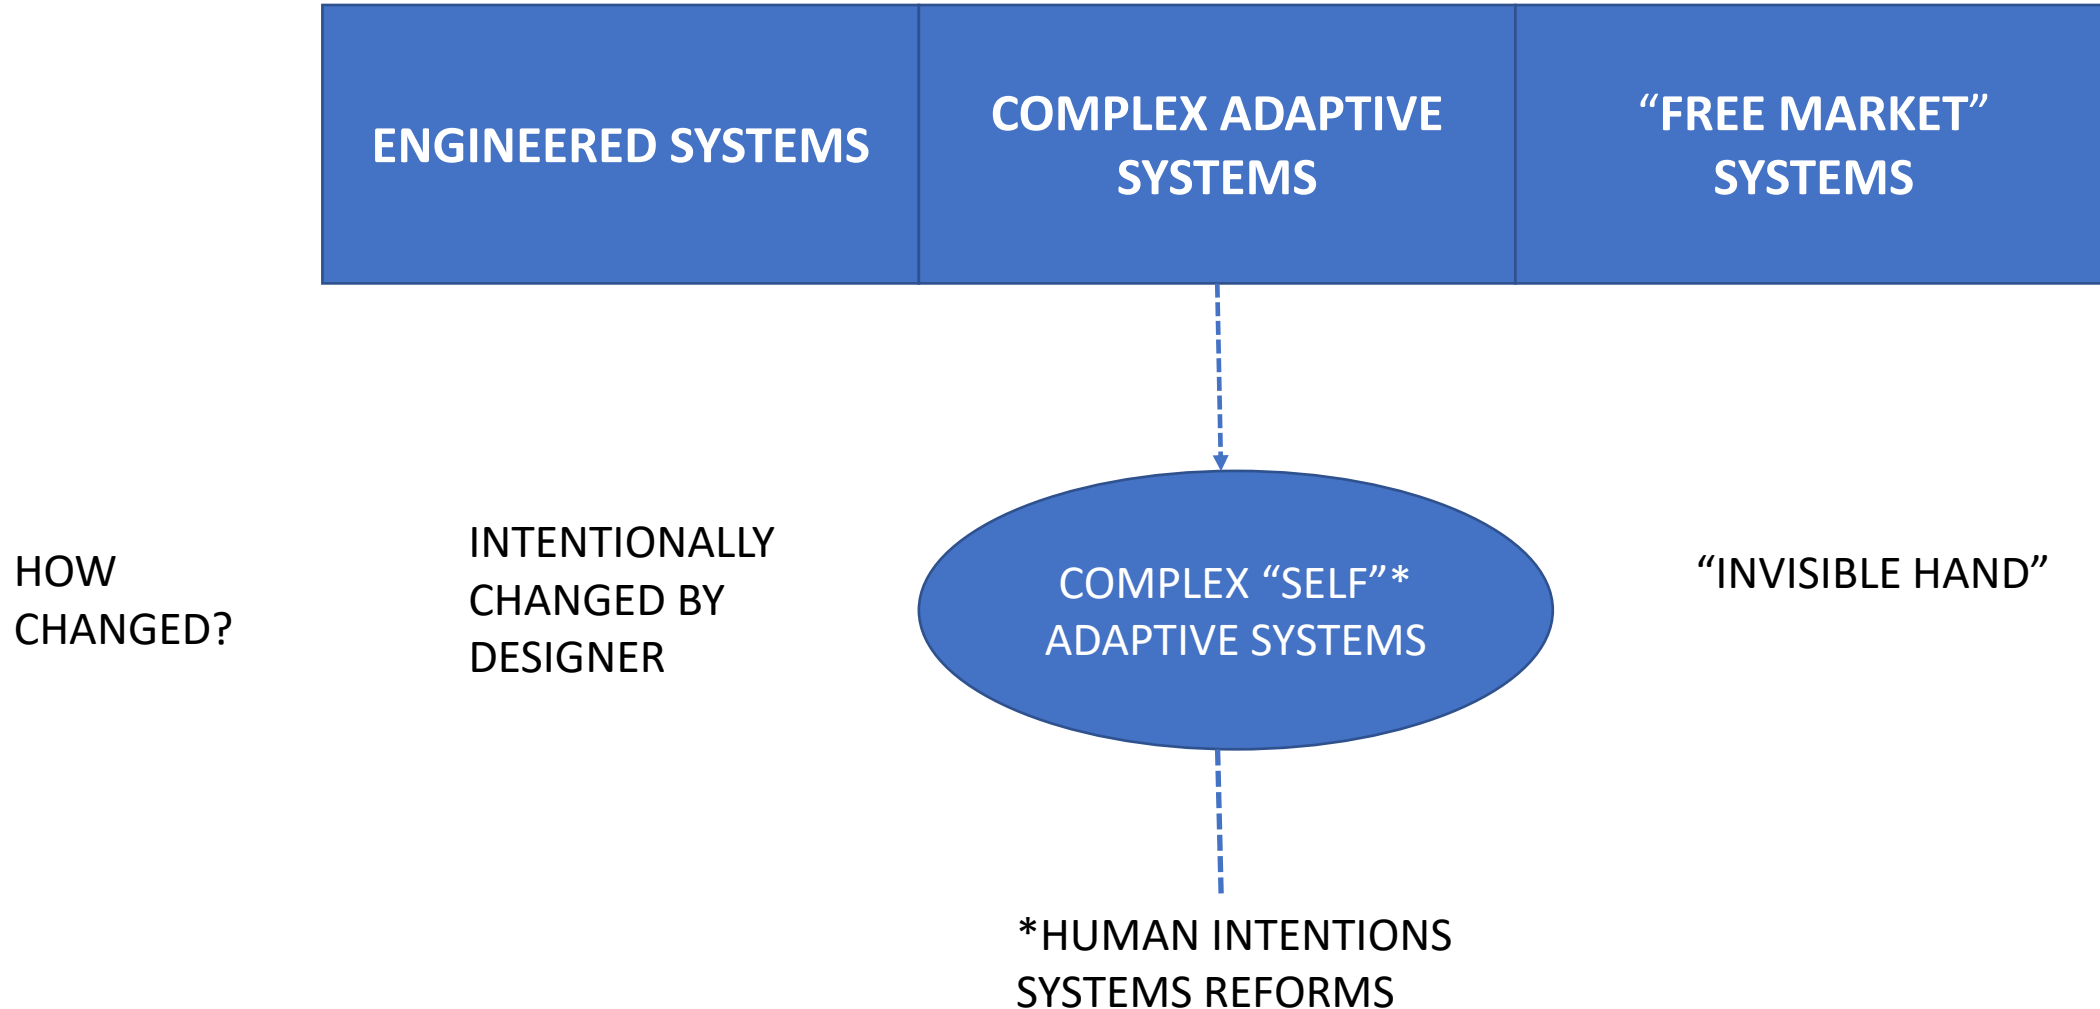 ENGINEERED SYSTEMS
COMPLEX ADAPTIVE
SYSTEMS
“FREE MARKET”
SYSTEMS
HOW
CHANGED?
INTENTIONALLY
CHANGED BY
DESIGNER
COMPLEX “SELF”*
ADAPTIVE SYSTEMS
“INVISIBLE HAND”
*HUMAN INTENTIONS
SYSTEMS REFORMS